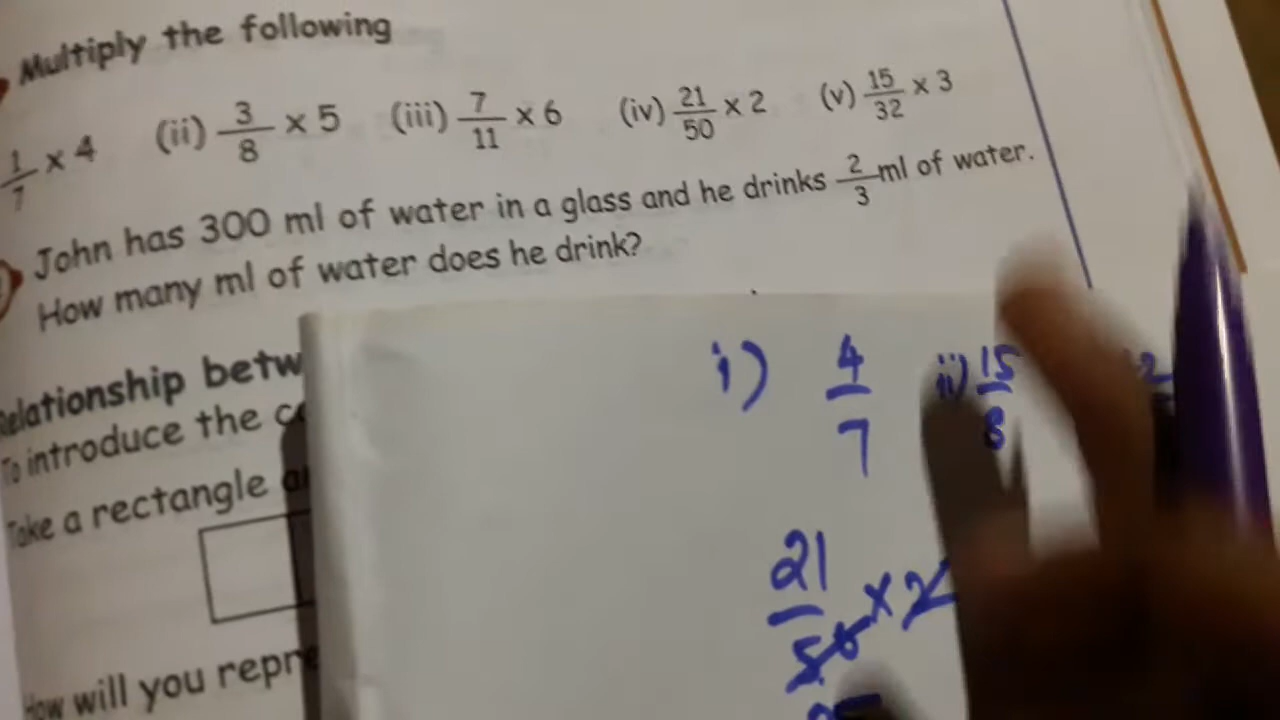 Multiply the following
1/7 x 4 (ii) 3/8 x 5 (iii) 7/11 x 6 (iv) 21/50 x 2 (v) 15/32 x 3
John has 300 ml of water in a glass and he drinks 2/3 ml of water.
How many ml of water does he drink?
Relationship
To introduce the
Take a rectangle
How will you
i) 4/7 ii) 15/8
21/50 x 2